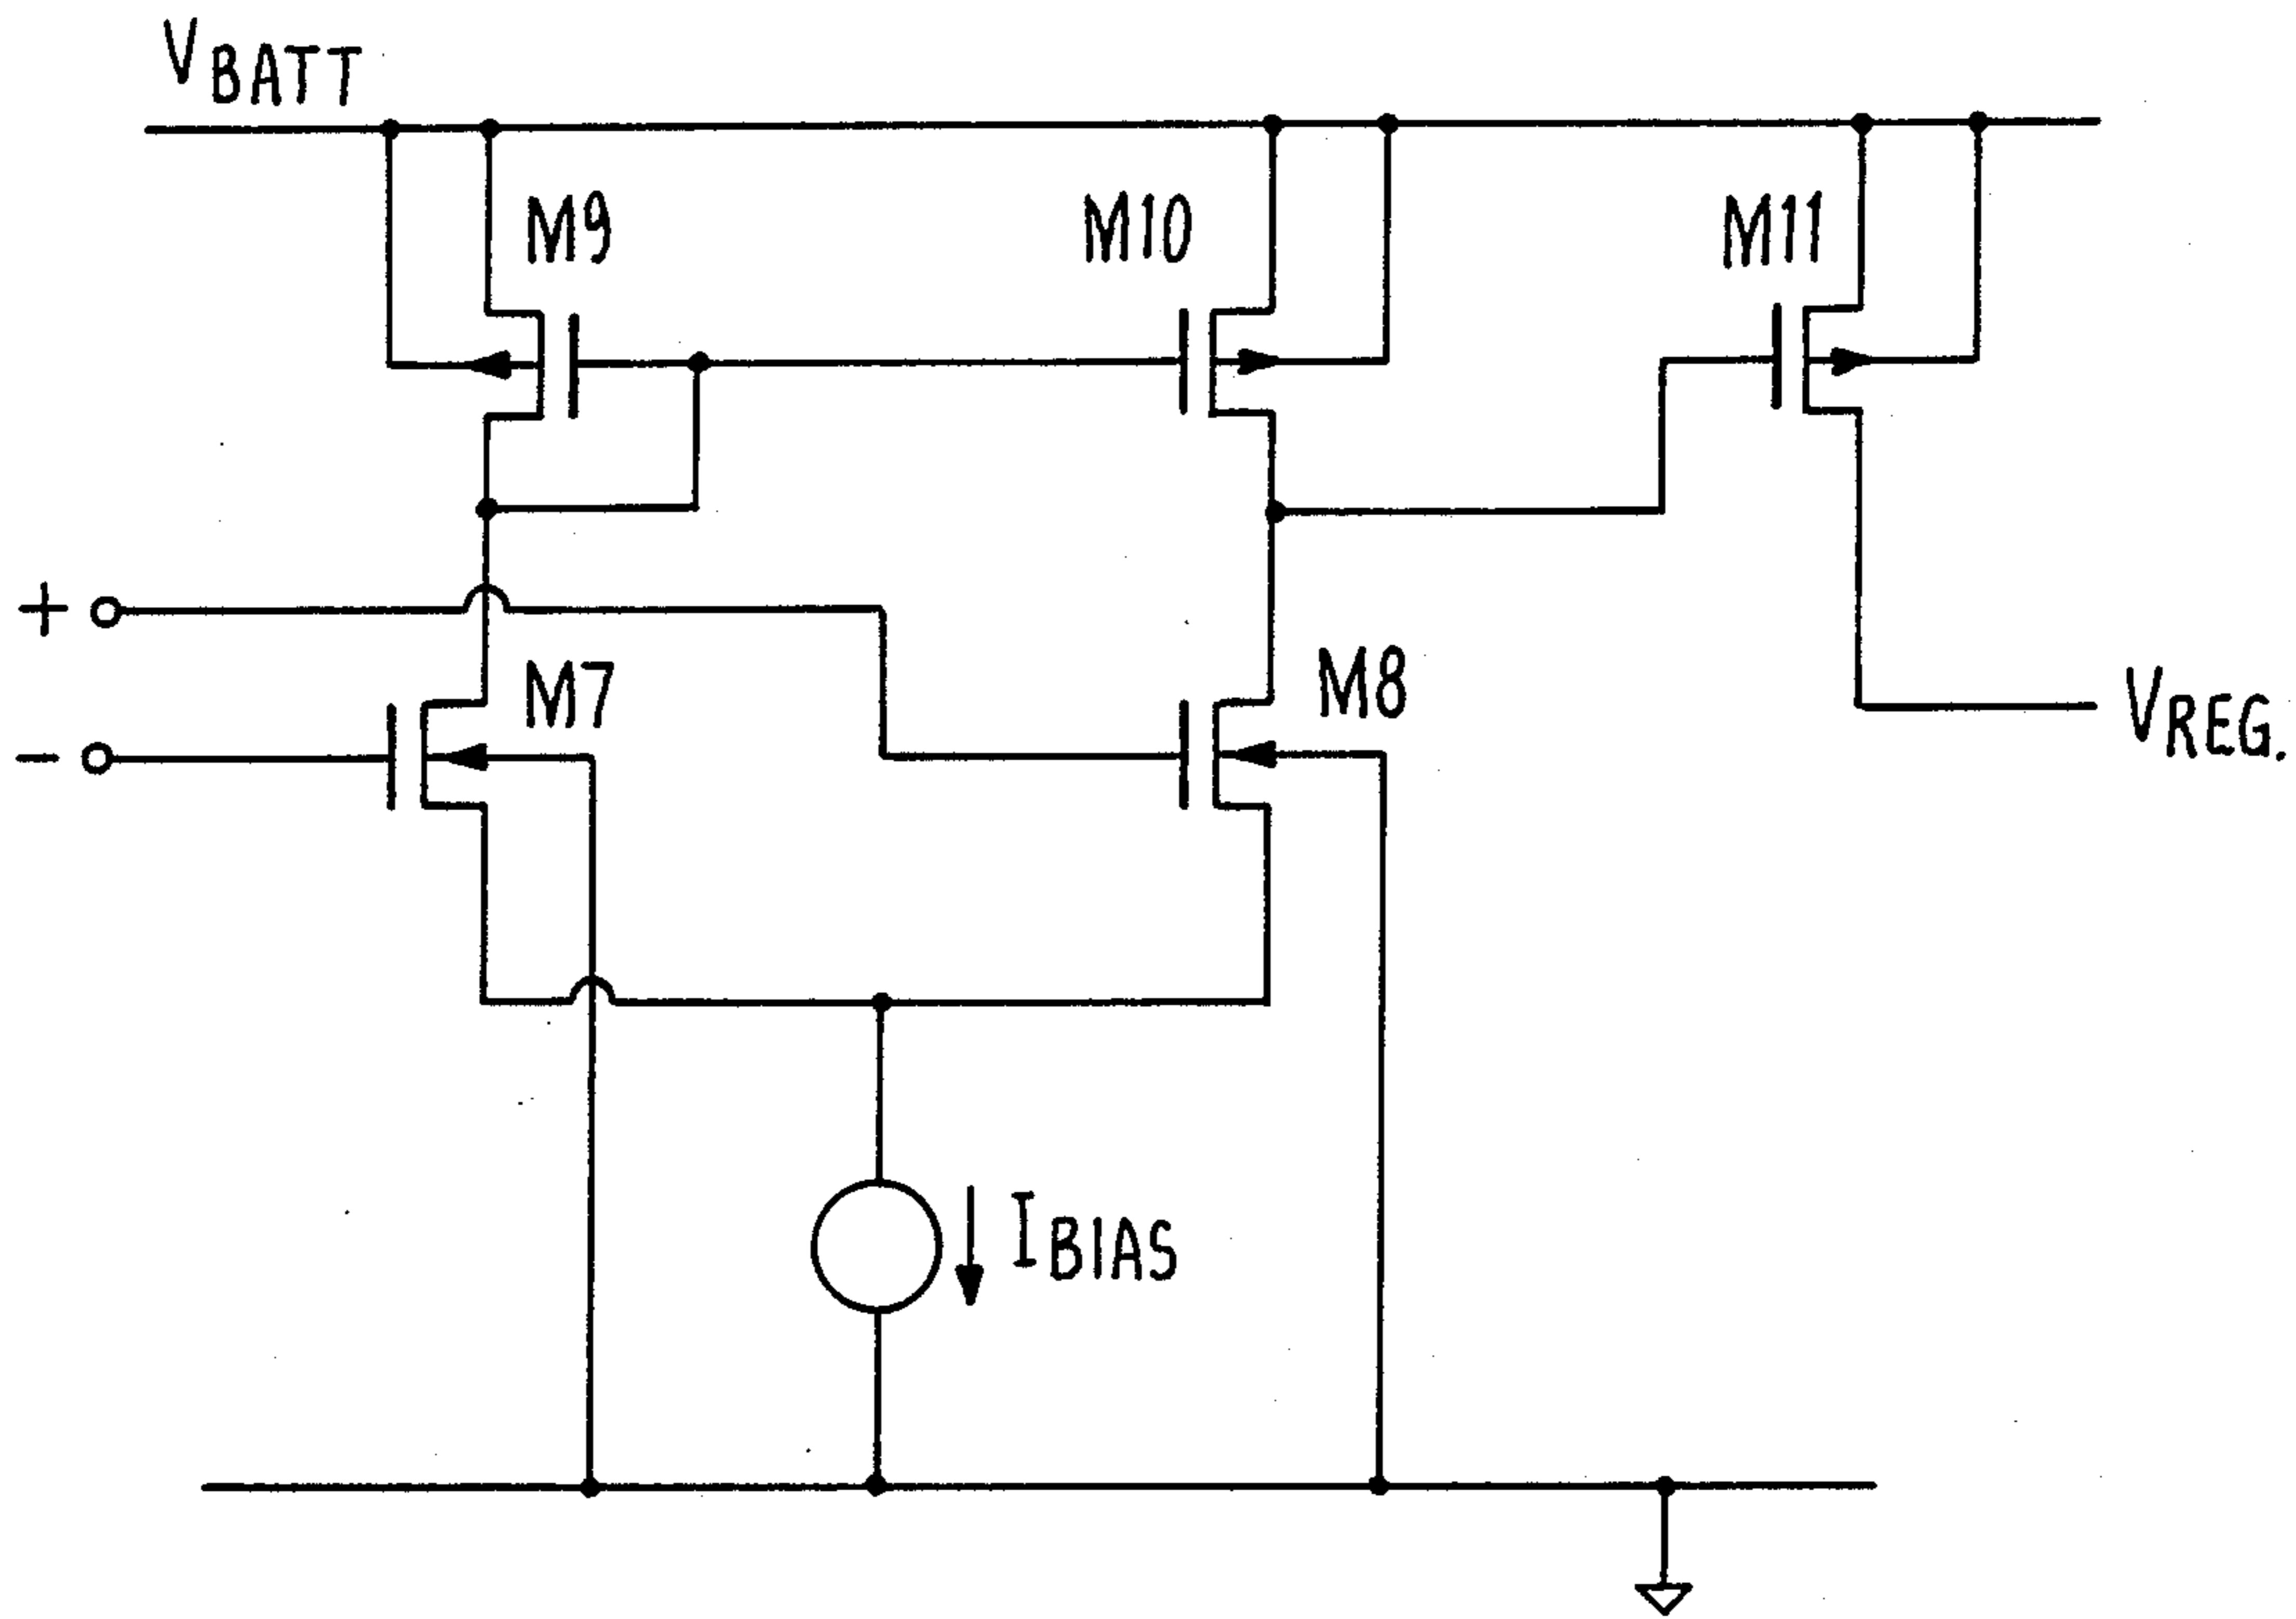 VBATT
M9
M10
M11
+
M7
M8
VREG.
-
IBIAS